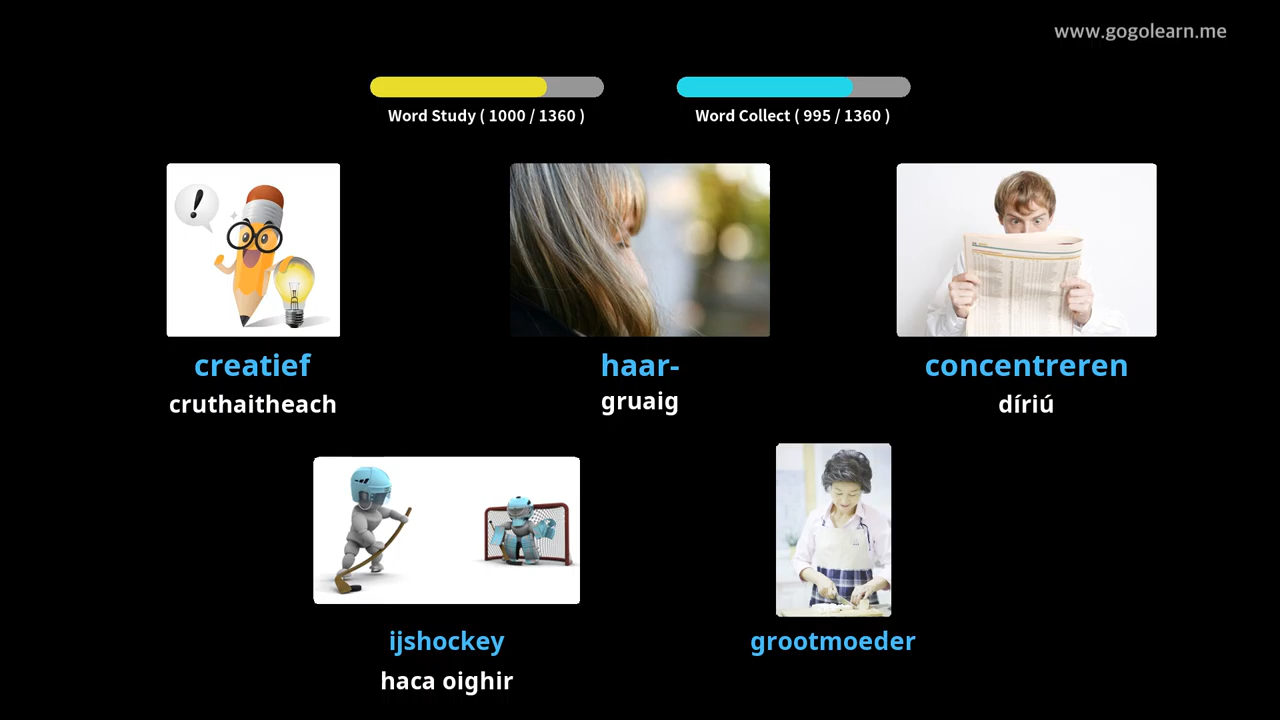 www.gogolearn.me
Word Study ( 1000 / 1360 )
Word Collect ( 995 / 1360 )
!
creatief
haar-
concentreren
cruthaitheach
gruaig
díriú
ijshockey
grootmoeder
haca oighir